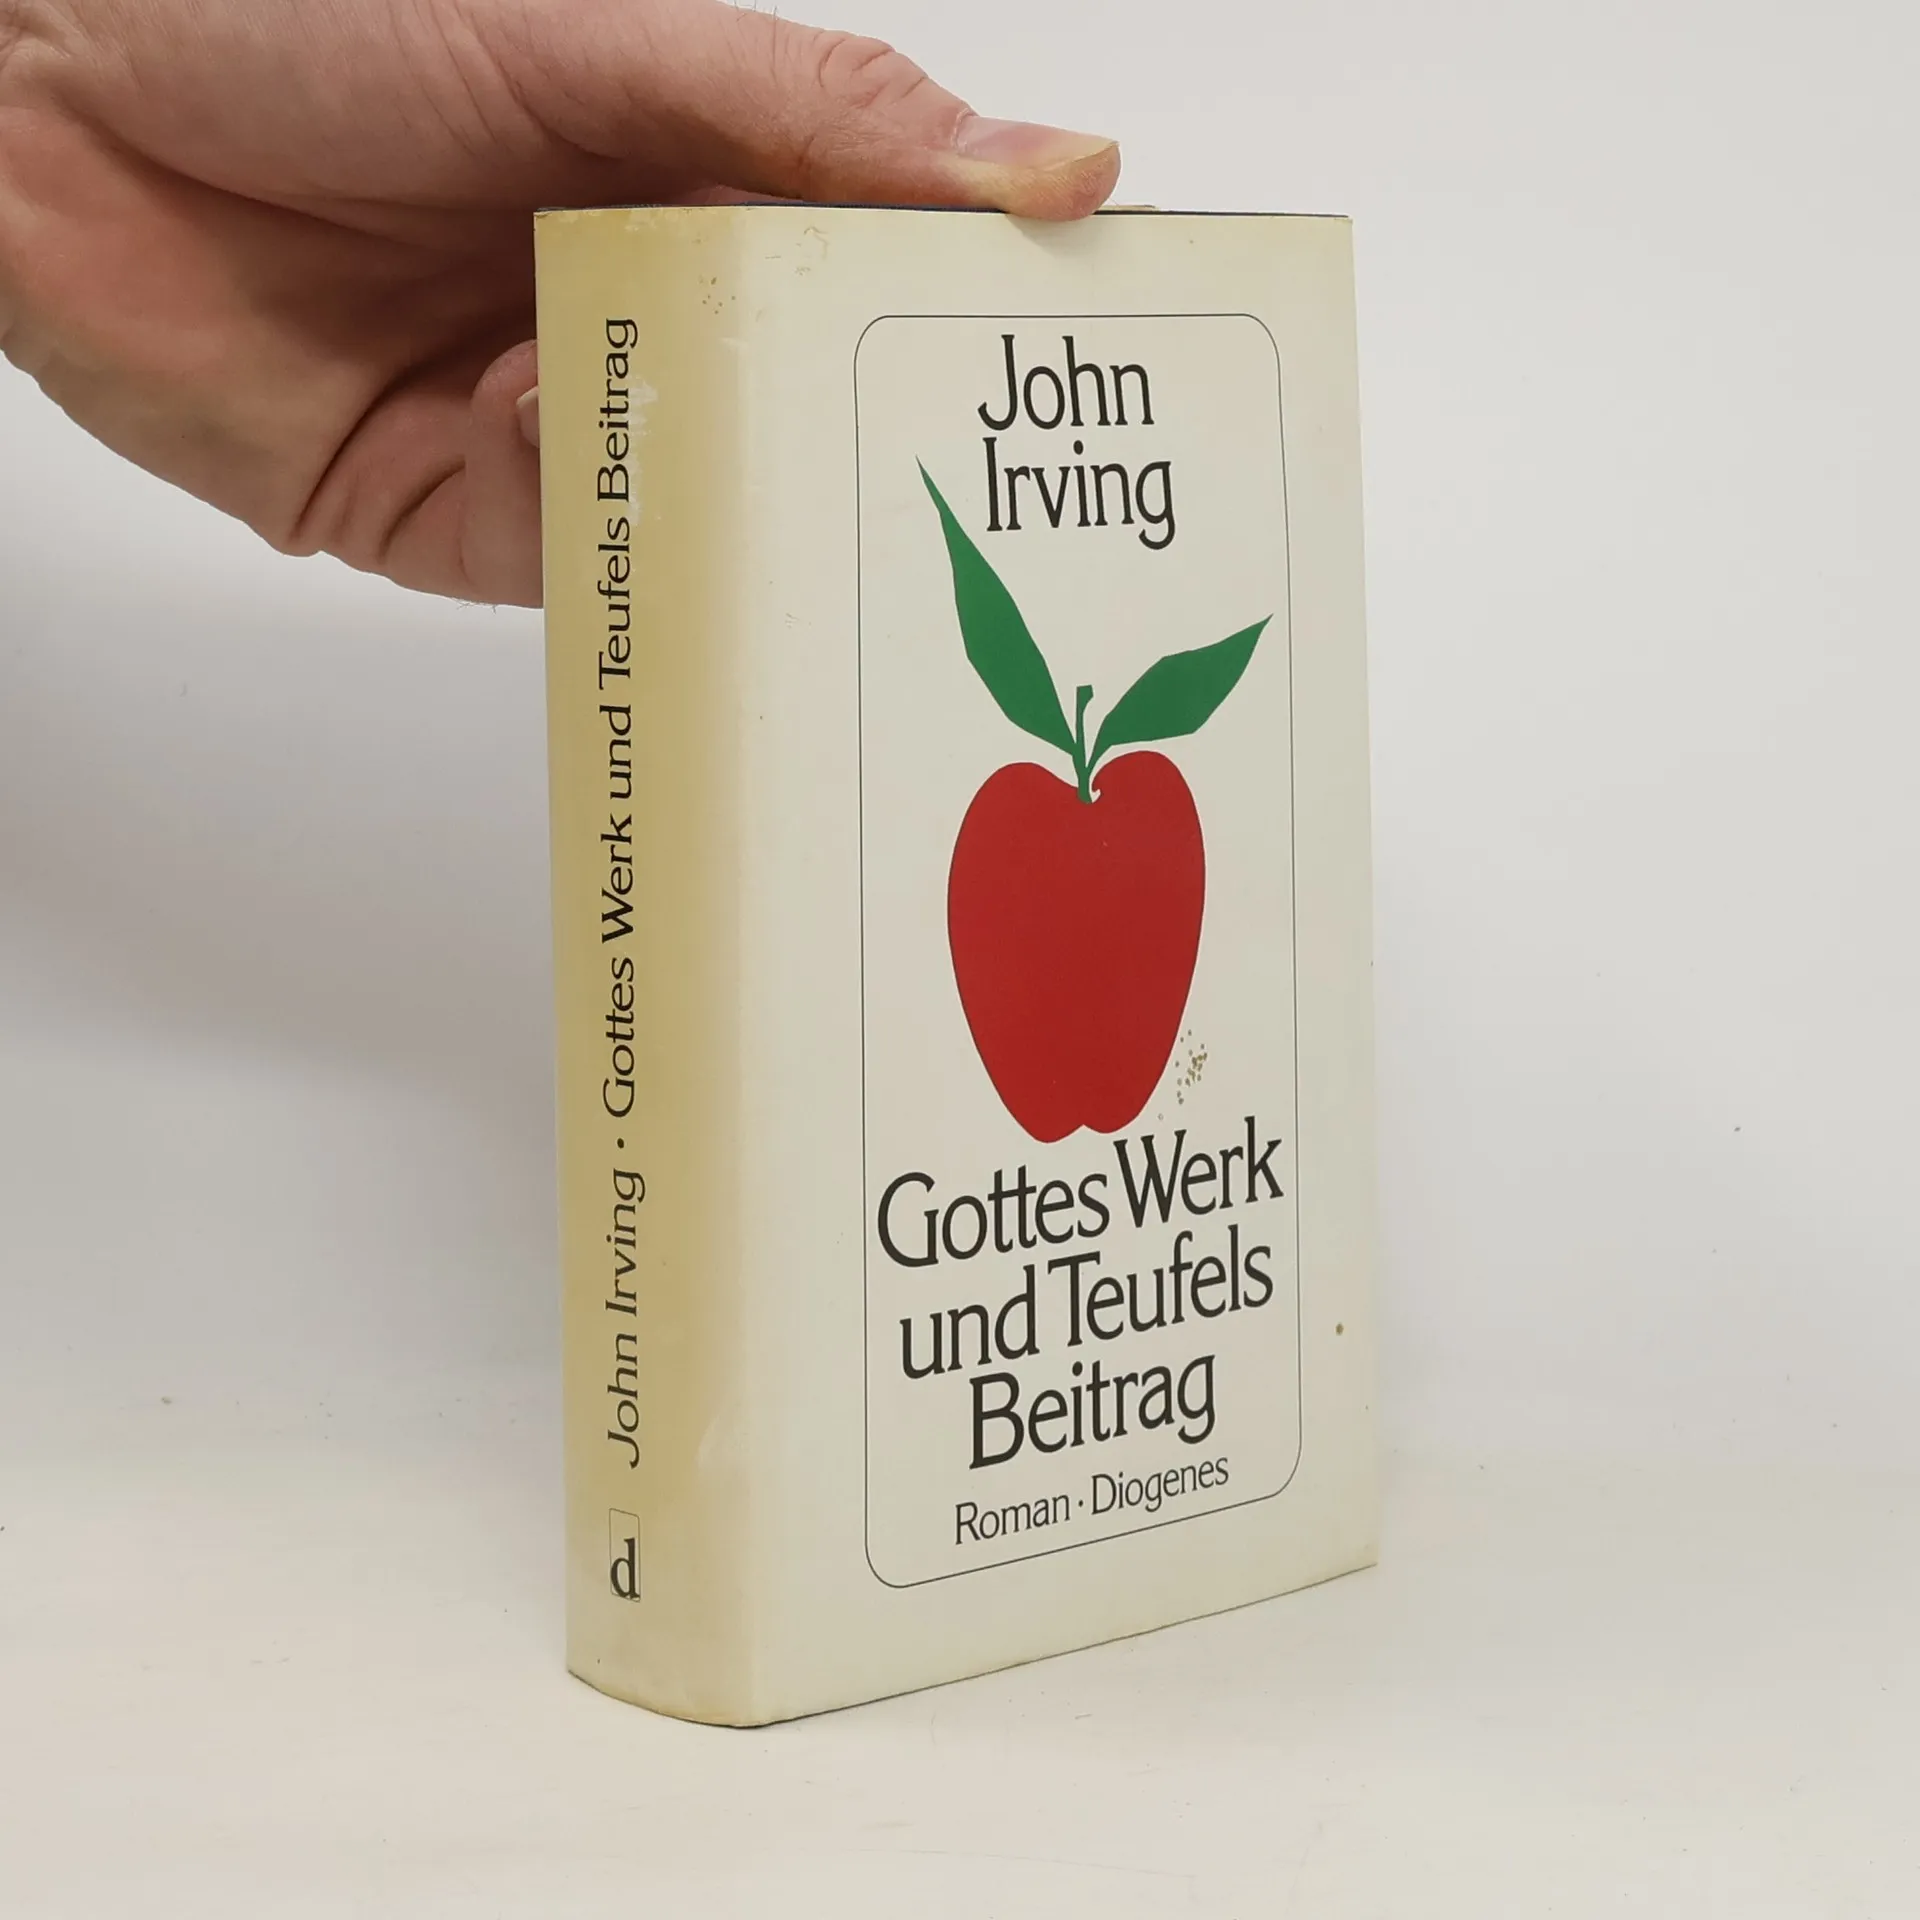 John Irving · Gottes Werk und Teufels Beitrag
d
John
Irving
Gottes Werk
und Teufels
Beitrag
Roman · Diogenes